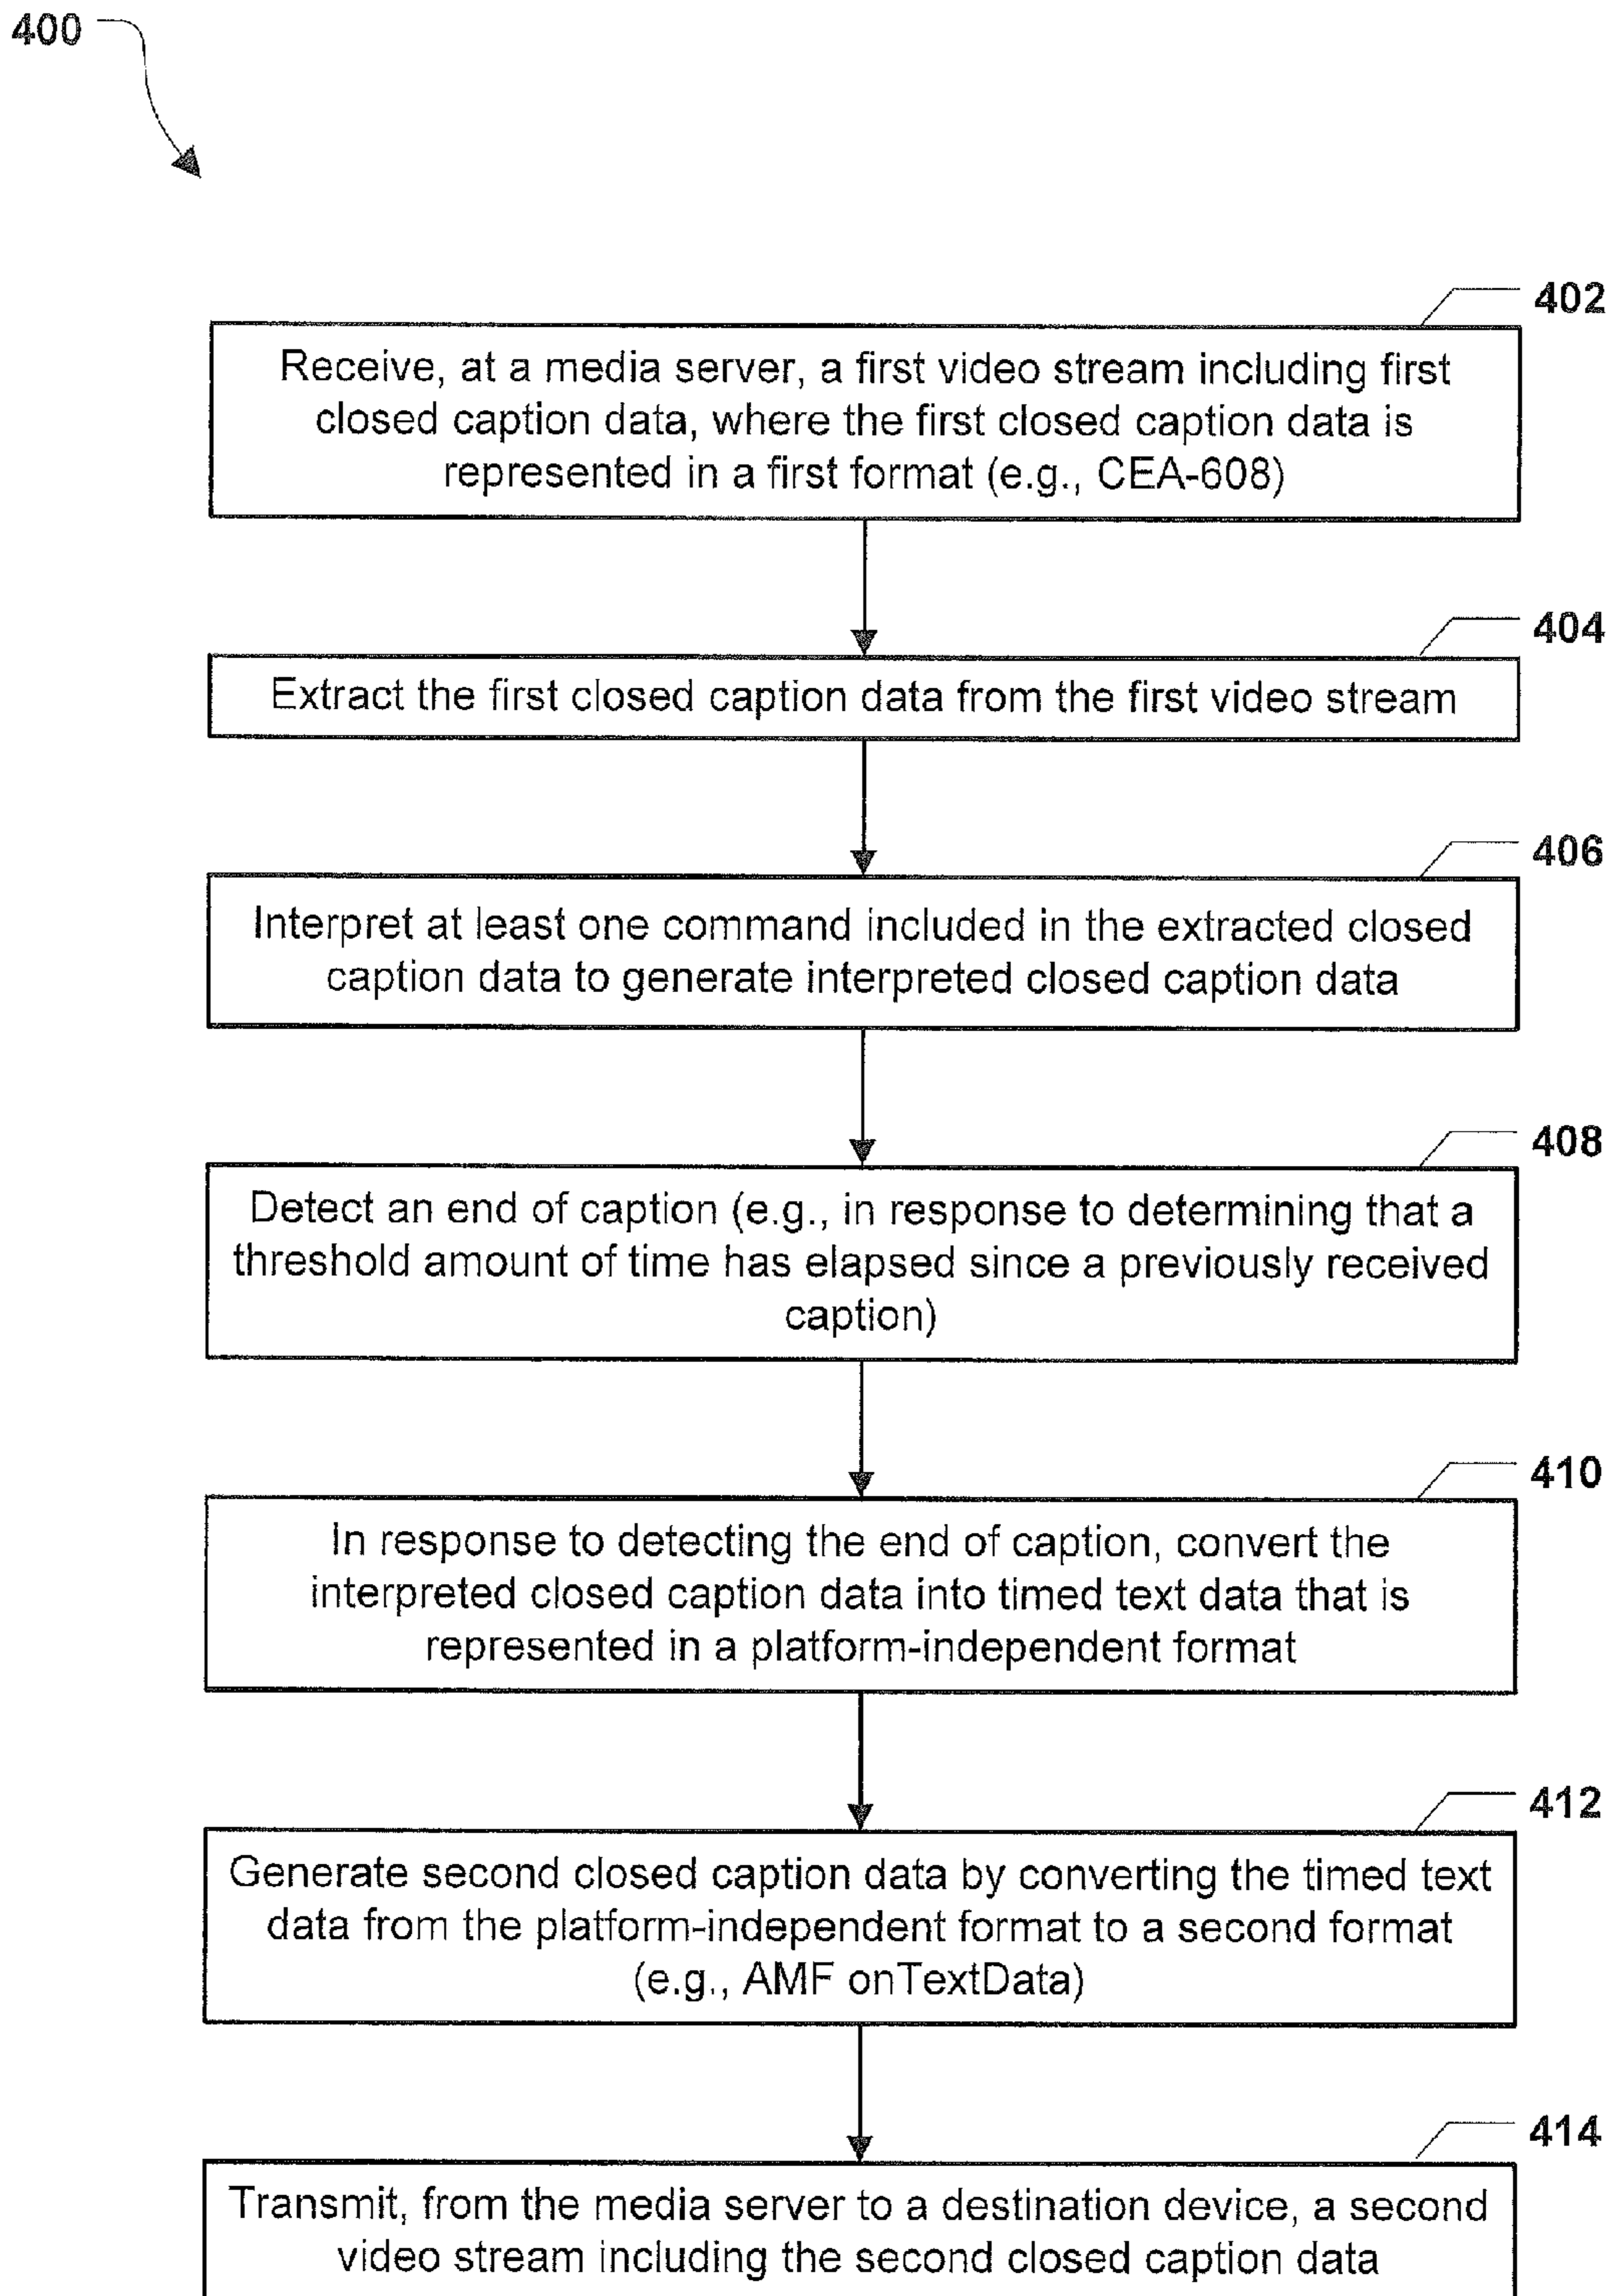 400
402
Receive, at a media server, a first video stream including first
closed caption data, where the first closed caption data is
represented in a first format (e.g., CEA-608)
404
Extract the first closed caption data from the first video stream
406
Interpret at least one command included in the extracted closed
caption data to generate interpreted closed caption data
408
Detect an end of caption (e.g., in response to determining that a
threshold amount of time has elapsed since a previously received
caption)
410
In response to detecting the end of caption, convert the
interpreted closed caption data into timed text data that is
represented in a platform-independent format
412
Generate second closed caption data by converting the timed text
data from the platform-independent format to a second format
(e.g., AMF onTextData)
414
Transmit, from the media server to a destination device, a second
video stream including the second closed caption data